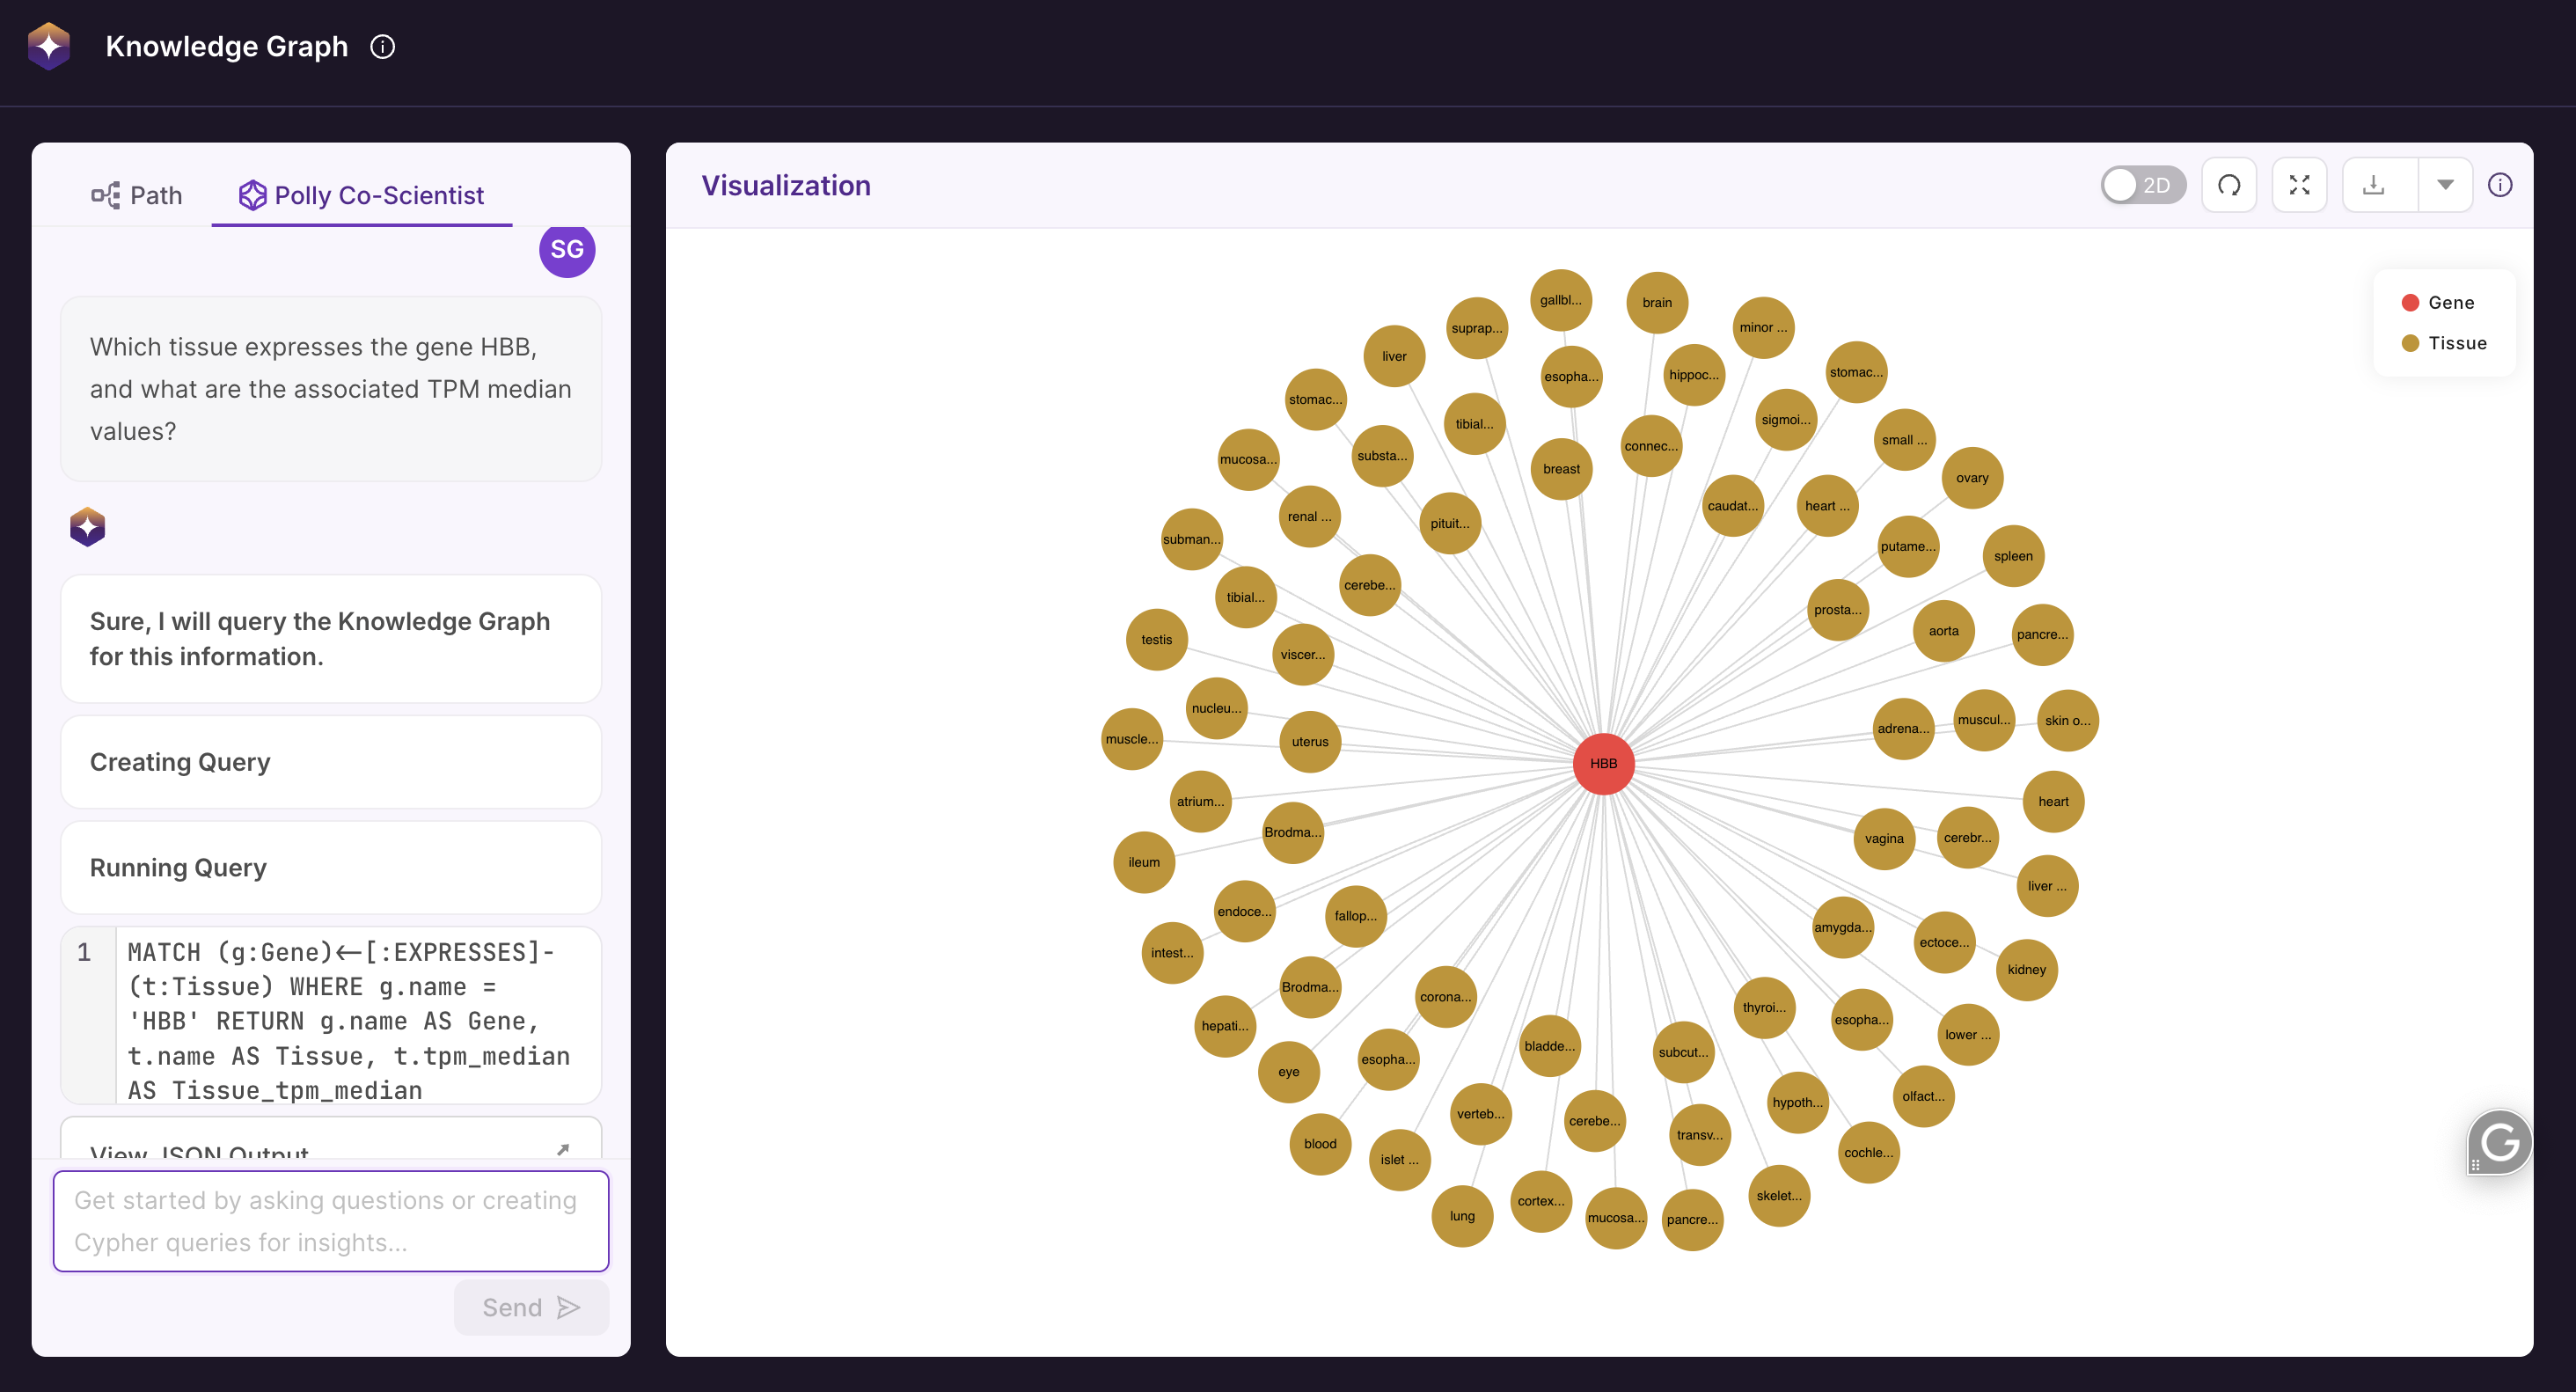 Knowledge Graph
Path
Polly Co-Scientist
SG
Which tissue expresses the gene HBB,
and what are the associated TPM median
values?
Sure, I will query the Knowledge Graph
for this information.
Creating Query
Running Query
1
MATCH (g:Gene)<-[:EXPRESSES]-
(t:Tissue) WHERE g.name =
'HBB' RETURN g.name AS Gene,
t.name AS Tissue, t.tpm_median
AS Tissue_tpm_median
View JSON Output
Get started by asking questions or creating
Cypher queries for insights...
Send
Visualization
2D
Gene
Tissue
gallbl...
brain
suprap...
minor ...
liver
esopha...
hippoc...
stomac...
stomac...
tibial...
sigmoi...
small ...
mucosa...
substa...
breast
connec...
ovary
renal ...
pituit...
caudat...
heart ...
subman...
putame...
spleen
tibial...
cerebe...
prosta...
testis
viscer...
aorta
pancre...
nucleu...
adrena...
muscul...
skin o...
muscle...
uterus
HBB
atrium...
heart
ileum
Brodma...
vagina
cerebr...
liver ...
endoce...
fallop...
amygda...
ectoce...
intest...
kidney
Brodma...
corona...
thyroi...
esopha...
hepati...
lower ...
eye
esopha...
bladde...
subcut...
hypoth...
olfact...
blood
islet ...
verteb...
cerebe...
transv...
cochle...
lung
cortex...
mucosa...
pancre...
skelet...